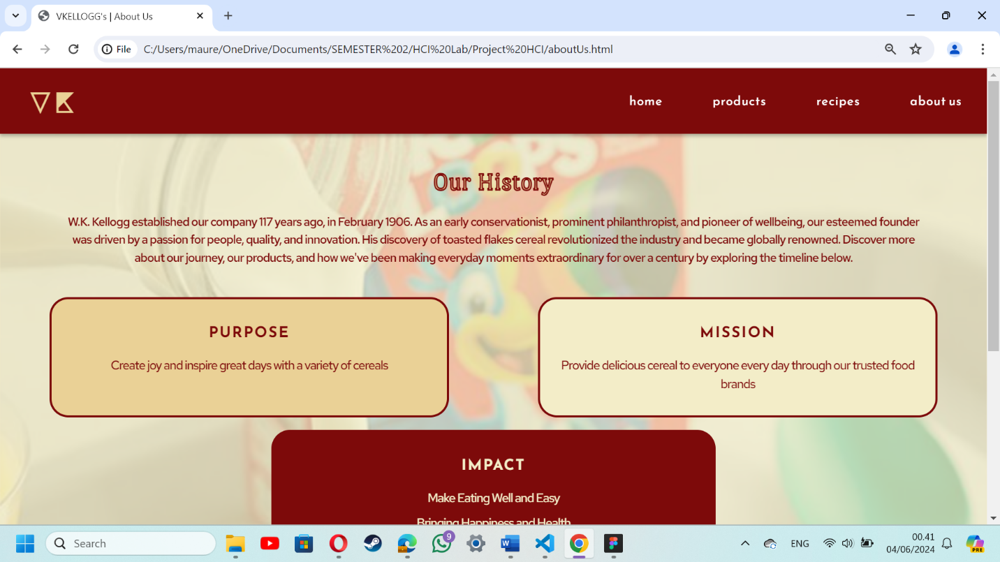 VKELLOGG's | About Us
File C:/Users/maure/OneDrive/Documents/SEMESTER%202/HCI%20Lab/Project%20HCI/aboutUs.html
VK home products recipes about us
Our History
W.K. Kellogg established our company 117 years ago, in February 1906. As an early conservationist, prominent philanthropist, and pioneer of wellbeing, our esteemed founder
was driven by a passion for people, quality, and innovation. His discovery of toasted flakes cereal revolutionized the industry and became globally renowned. Discover more
about our journey, our products, and how we've been making everyday moments extraordinary for over a century by exploring the timeline below.
PURPOSE
Create joy and inspire great days with a variety of cereals
MISSION
Provide delicious cereal to everyone every day through our trusted food
brands
IMPACT
Make Eating Well and Easy
Bringing Happiness and Health
Search
9
ENG
00.41
04/06/2024
PRE